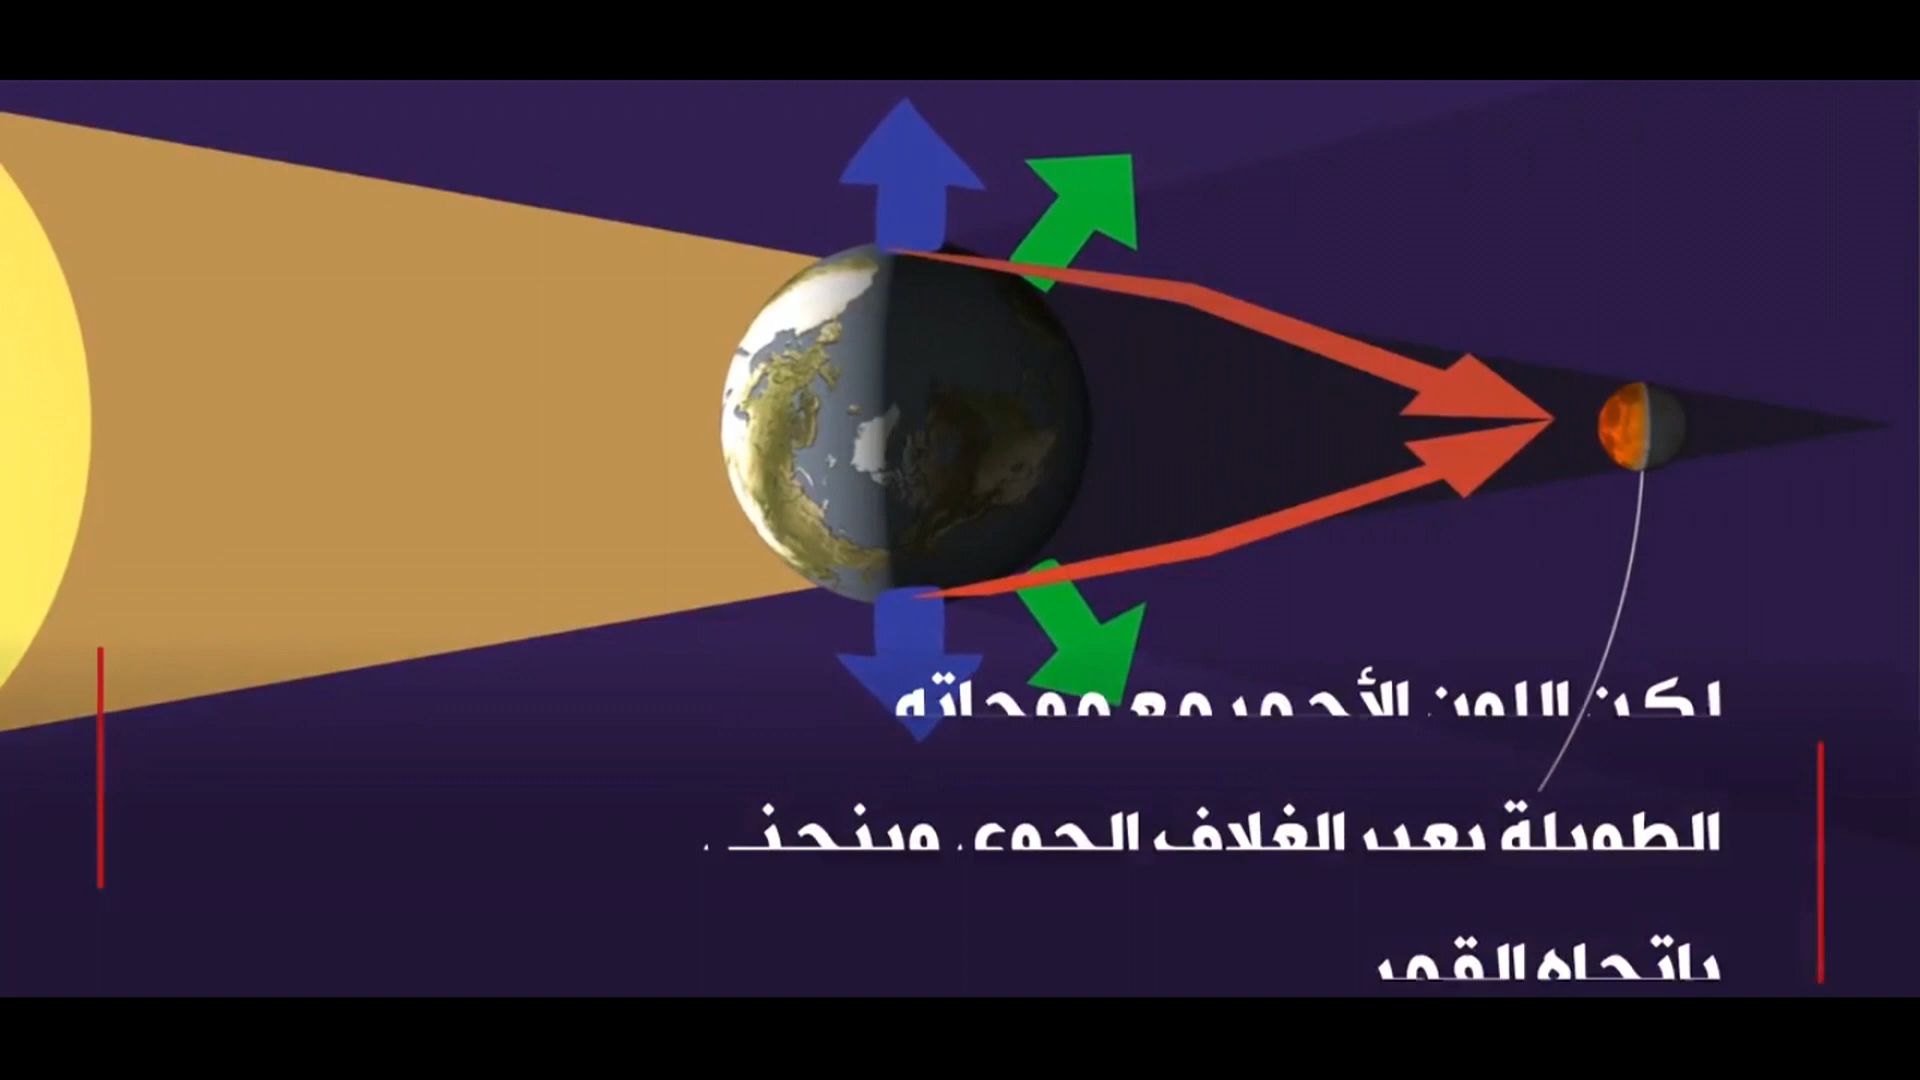 لكن اللون الأحمر مع موجاته
الطويلة يعبر الغلاف الجوي وينحني
باتجاه القمر